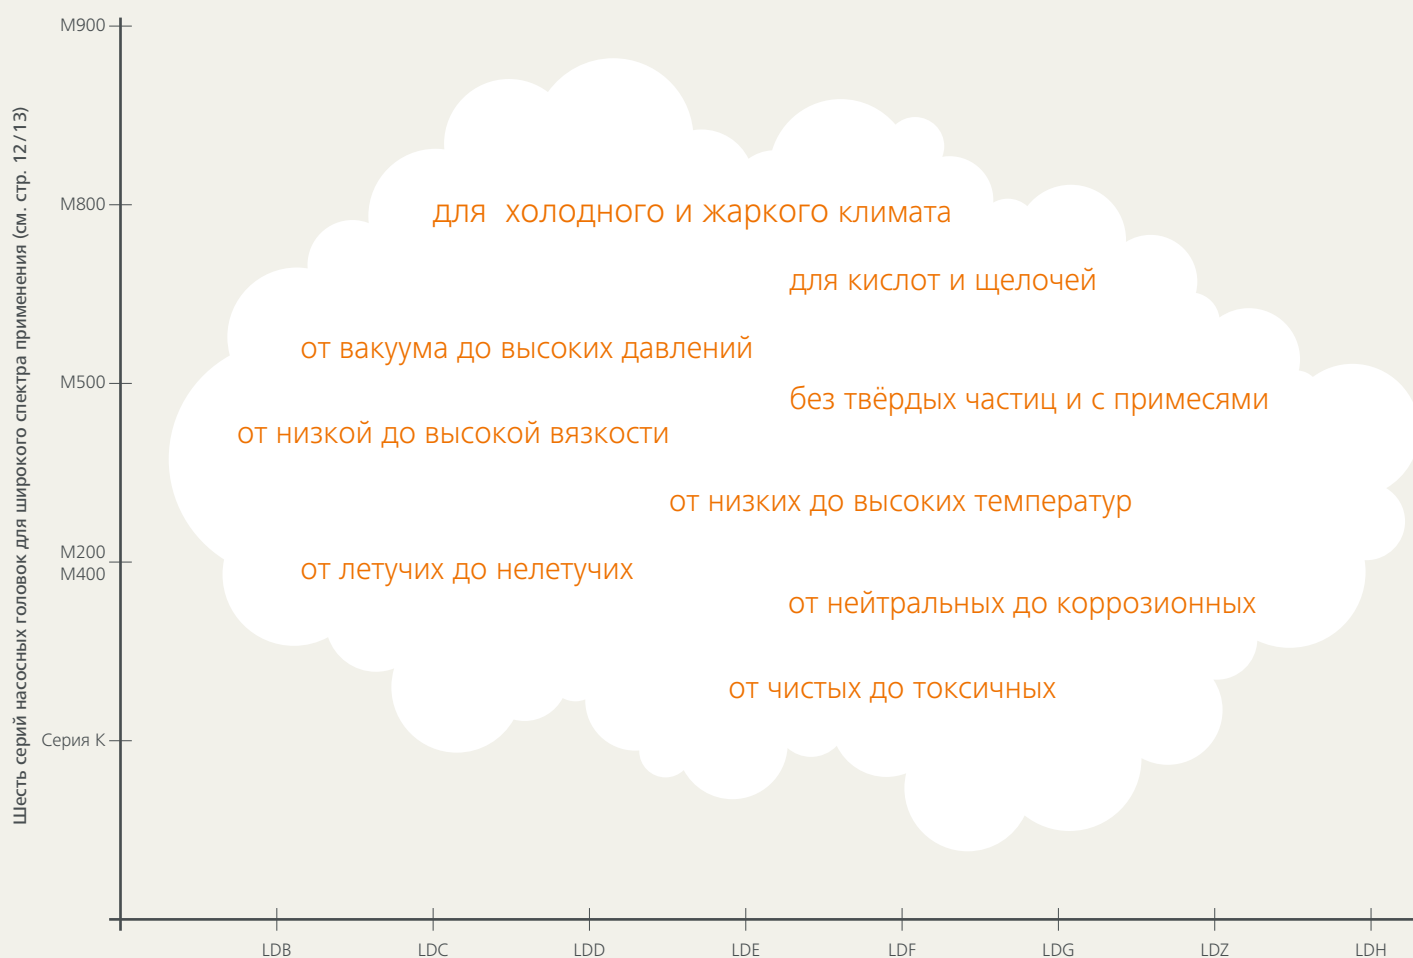 Шесть серий насосных головок для широкого спектра применения (см. стр. 12/13)
M900
M800
M500
M200
M400
Серия K
для холодного и жаркого климата
для кислот и щелочей
от вакуума до высоких давлений
без твёрдых частиц и с примесями
от низкой до высокой вязкости
от низких до высоких температур
от летучих до нелетучих
от нейтральных до коррозионных
от чистых до токсичных
LDB LDC LDD LDE LDF LDG LDZ LDH